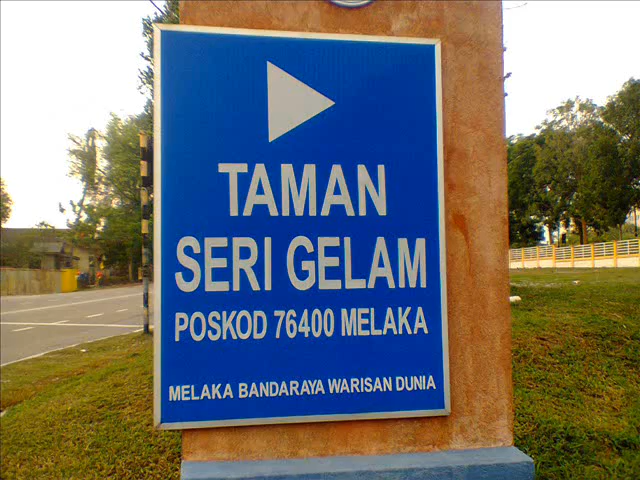 TAMAN
SERI GELAM
POSKOD 76400 MELAKA
MELAKA BANDARAYA WARISAN DUNIA